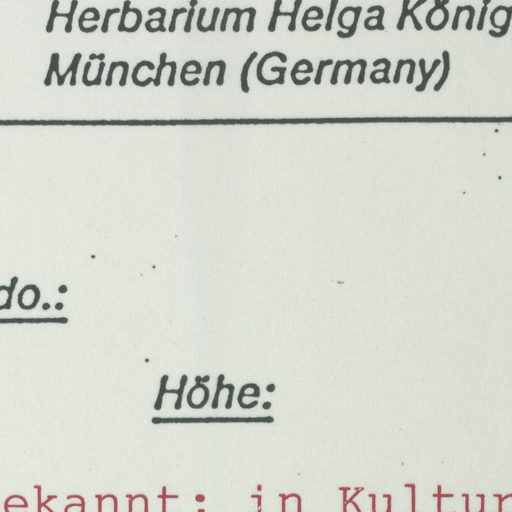 Herbarium Helga König
München (Germany)
do.:
Höhe:
ekannt; in Kultur